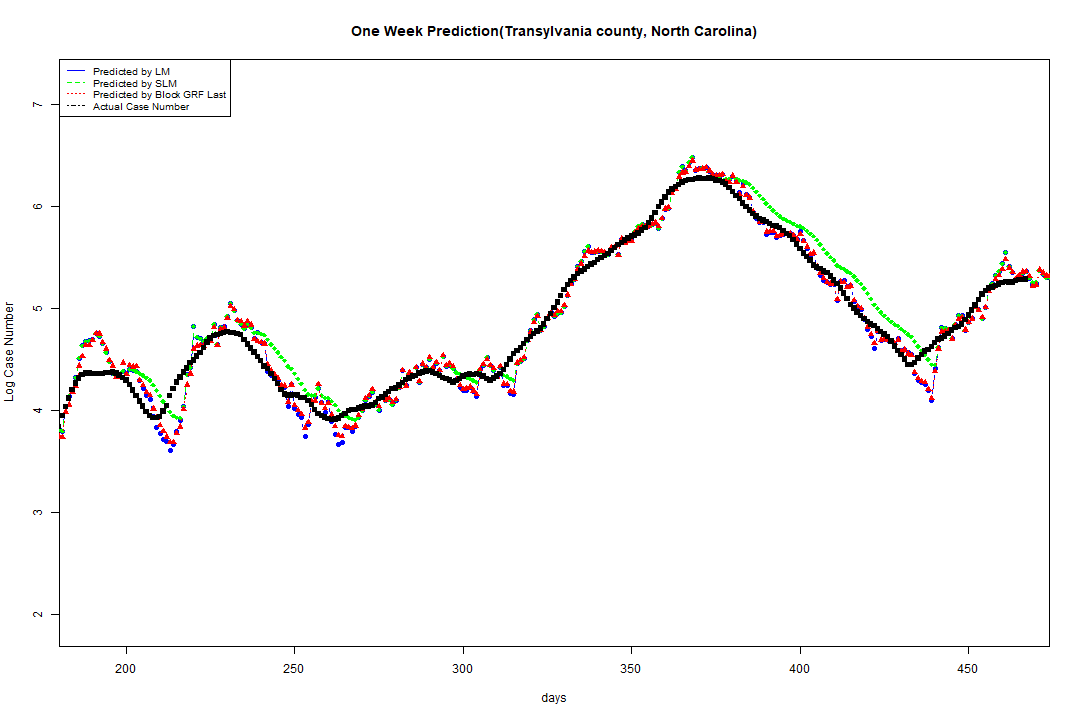 One Week Prediction(Transylvania county, North Carolina)
Predicted by LM
Predicted by SLM
Predicted by Block GRF Last
Actual Case Number
7
6
5
4
3
2
Log Case Number
200 250 300 350 400 450
days